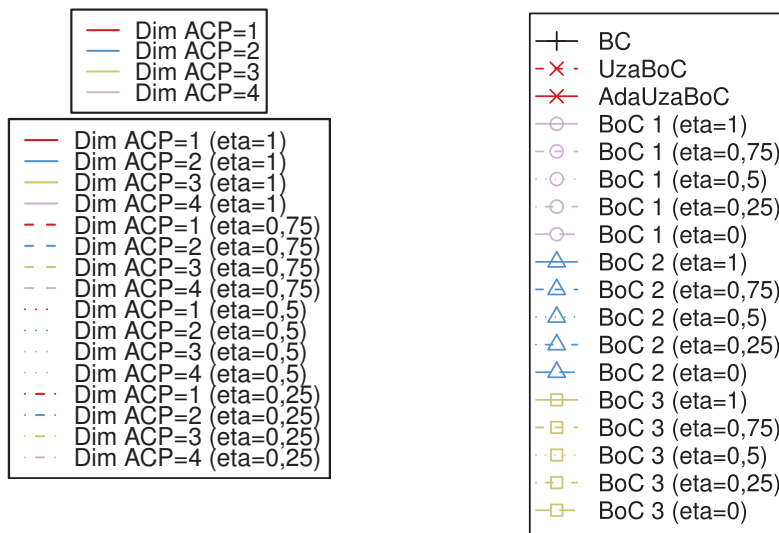 Dim ACP=1
Dim ACP=2
Dim ACP=3
Dim ACP=4
Dim ACP=1 (eta=1)
Dim ACP=2 (eta=1)
Dim ACP=3 (eta=1)
Dim ACP=4 (eta=1)
Dim ACP=1 (eta=0,75)
Dim ACP=2 (eta=0,75)
Dim ACP=3 (eta=0,75)
Dim ACP=4 (eta=0,75)
Dim ACP=1 (eta=0,5)
Dim ACP=2 (eta=0,5)
Dim ACP=3 (eta=0,5)
Dim ACP=4 (eta=0,5)
Dim ACP=1 (eta=0,25)
Dim ACP=2 (eta=0,25)
Dim ACP=3 (eta=0,25)
Dim ACP=4 (eta=0,25)
BC
UzaBoC
AdaUzaBoC
BoC 1 (eta=1)
BoC 1 (eta=0,75)
BoC 1 (eta=0,5)
BoC 1 (eta=0,25)
BoC 1 (eta=0)
BoC 2 (eta=1)
BoC 2 (eta=0,75)
BoC 2 (eta=0,5)
BoC 2 (eta=0,25)
BoC 2 (eta=0)
BoC 3 (eta=1)
BoC 3 (eta=0,75)
BoC 3 (eta=0,5)
BoC 3 (eta=0,25)
BoC 3 (eta=0)